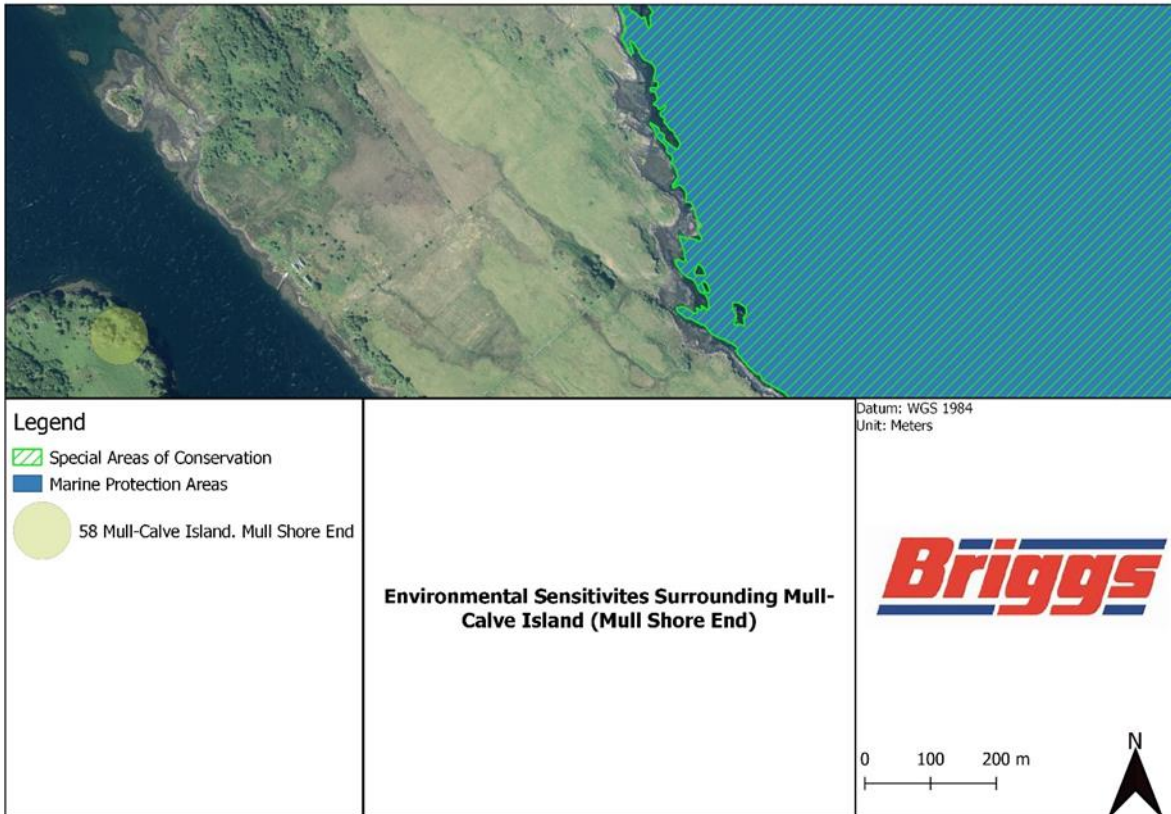 Legend
Special Areas of Conservation
Marine Protection Areas
58 Mull-Calve Island. Mull Shore End
Environmental Sensitivites Surrounding Mull-
Calve Island (Mull Shore End)
Datum: WGS 1984
Unit: Meters
Briggs
0 100 200 m
N